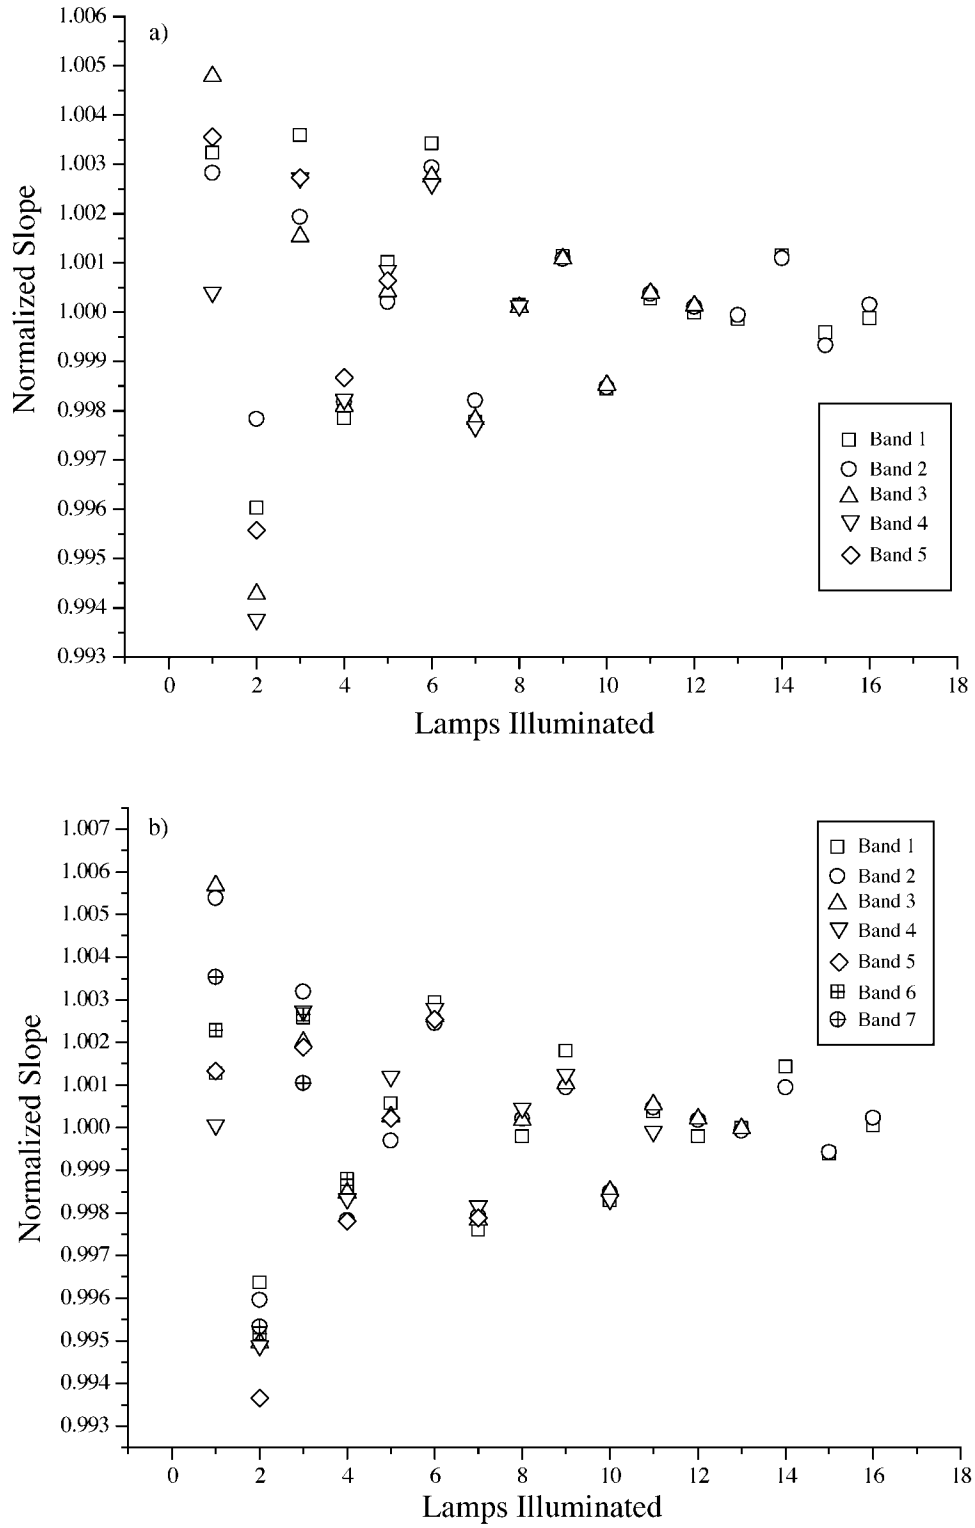 a)
1.006
1.005
1.004
1.003
1.002
1.001
1.000
0.999
0.998
0.997
0.996
0.995
0.994
0.993
Normalized Slope
Band 1
Band 2
Band 3
Band 4
Band 5
0 2 4 6 8 10 12 14 16 18
Lamps Illuminated
b)
1.007
1.006
1.005
1.004
1.003
1.002
1.001
1.000
0.999
0.998
0.997
0.996
0.995
0.994
0.993
Normalized Slope
Band 1
Band 2
Band 3
Band 4
Band 5
Band 6
Band 7
0 2 4 6 8 10 12 14 16 18
Lamps Illuminated